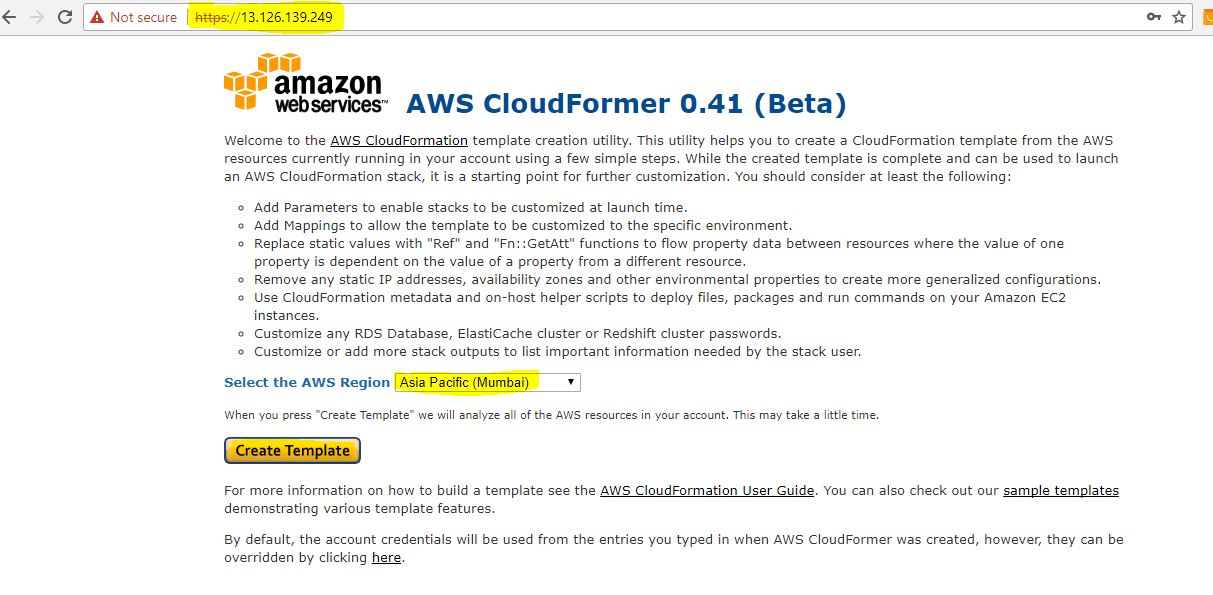 Not secure https://13.126.139.249
amazon
webservices™
AWS CloudFormer 0.41 (Beta)
Welcome to the AWS CloudFormation template creation utility. This utility helps you to create a CloudFormation template from the AWS
resources currently running in your account using a few simple steps. While the created template is complete and can be used to launch
an AWS CloudFormation stack, it is a starting point for further customization. You should consider at least the following:
Add Parameters to enable stacks to be customized at launch time.
Add Mappings to allow the template to be customized to the specific environment.
Replace static values with "Ref" and "Fn::GetAtt" functions to flow property data between resources where the value of one
property is dependent on the value of a property from a different resource.
Remove any static IP addresses, availability zones and other environmental properties to create more generalized configurations.
Use CloudFormation metadata and on-host helper scripts to deploy files, packages and run commands on your Amazon EC2
instances.
Customize any RDS Database, ElastiCache cluster or Redshift cluster passwords.
Customize or add more stack outputs to list important information needed by the stack user.
Select the AWS Region Asia Pacific (Mumbai)
When you press "Create Template" we will analyze all of the AWS resources in your account. This may take a little time.
Create Template
For more information on how to build a template see the AWS CloudFormation User Guide. You can also check out our sample templates
demonstrating various template features.
By default, the account credentials will be used from the entries you typed in when AWS CloudFormer was created, however, they can be
overridden by clicking here.